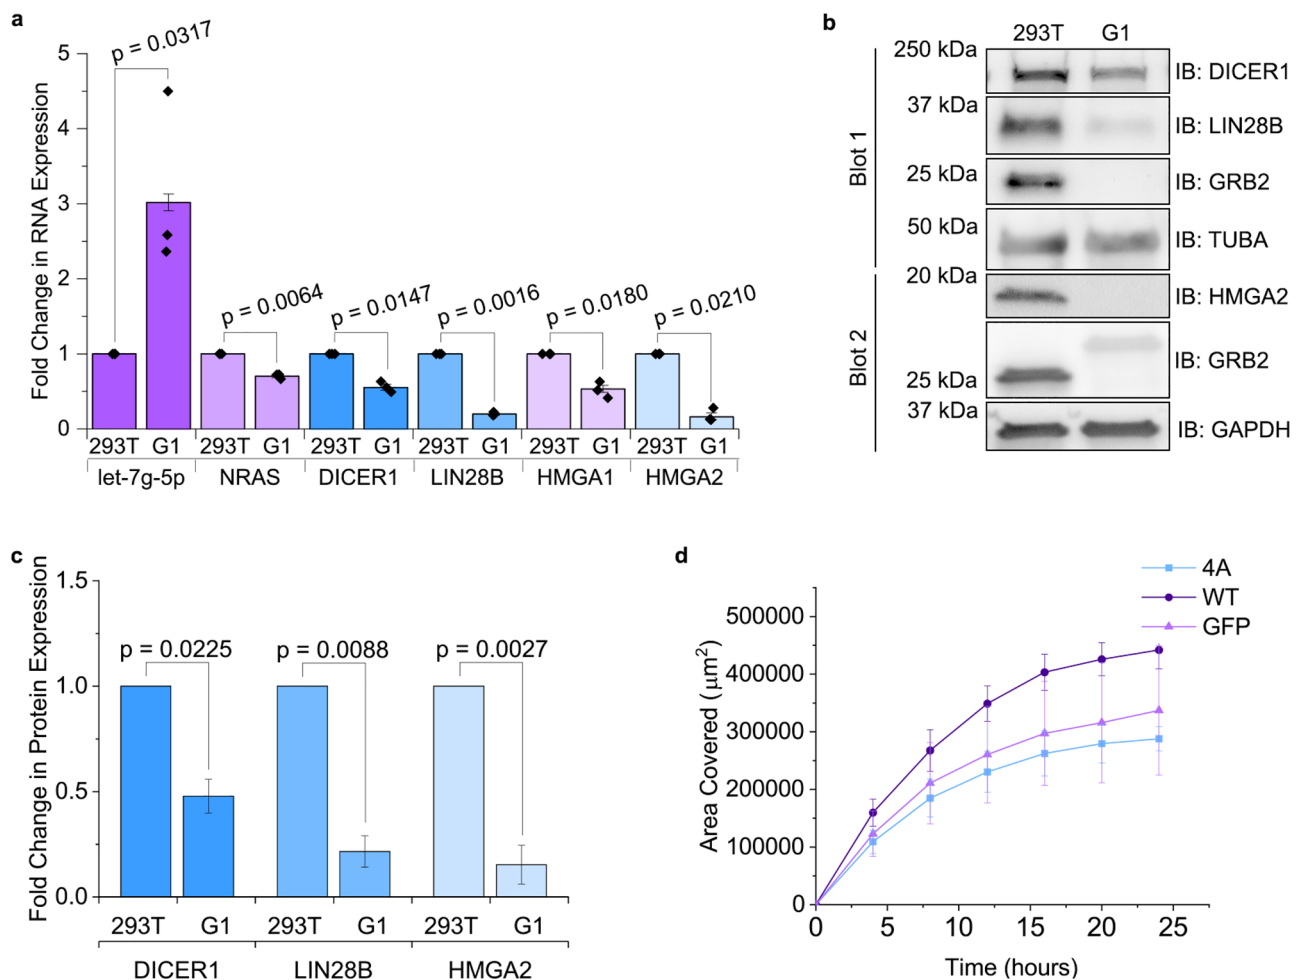 a
Fold Change in RNA Expression
5
4
3
2
1
0
p = 0.0317
p = 0.0064
p = 0.0147
p = 0.0016
p = 0.0180
p = 0.0210
293T G1 293T G1 293T G1 293T G1 293T G1 293T G1
let-7g-5p NRAS DICER1 LIN28B HMGA1 HMGA2
b
293T G1
Blot 1
250 kDa IB: DICER1
37 kDa IB: LIN28B
25 kDa IB: GRB2
50 kDa IB: TUBA
Blot 2
20 kDa IB: HMGA2
25 kDa IB: GRB2
37 kDa IB: GAPDH
c
Fold Change in Protein Expression
1.5
1.0
0.5
0.0
p = 0.0225
p = 0.0088
p = 0.0027
293T G1 293T G1 293T G1
DICER1 LIN28B HMGA2
d
4A
WT
GFP
Area Covered (μm²)
500000
400000
300000
200000
100000
0
0 5 10 15 20 25
Time (hours)